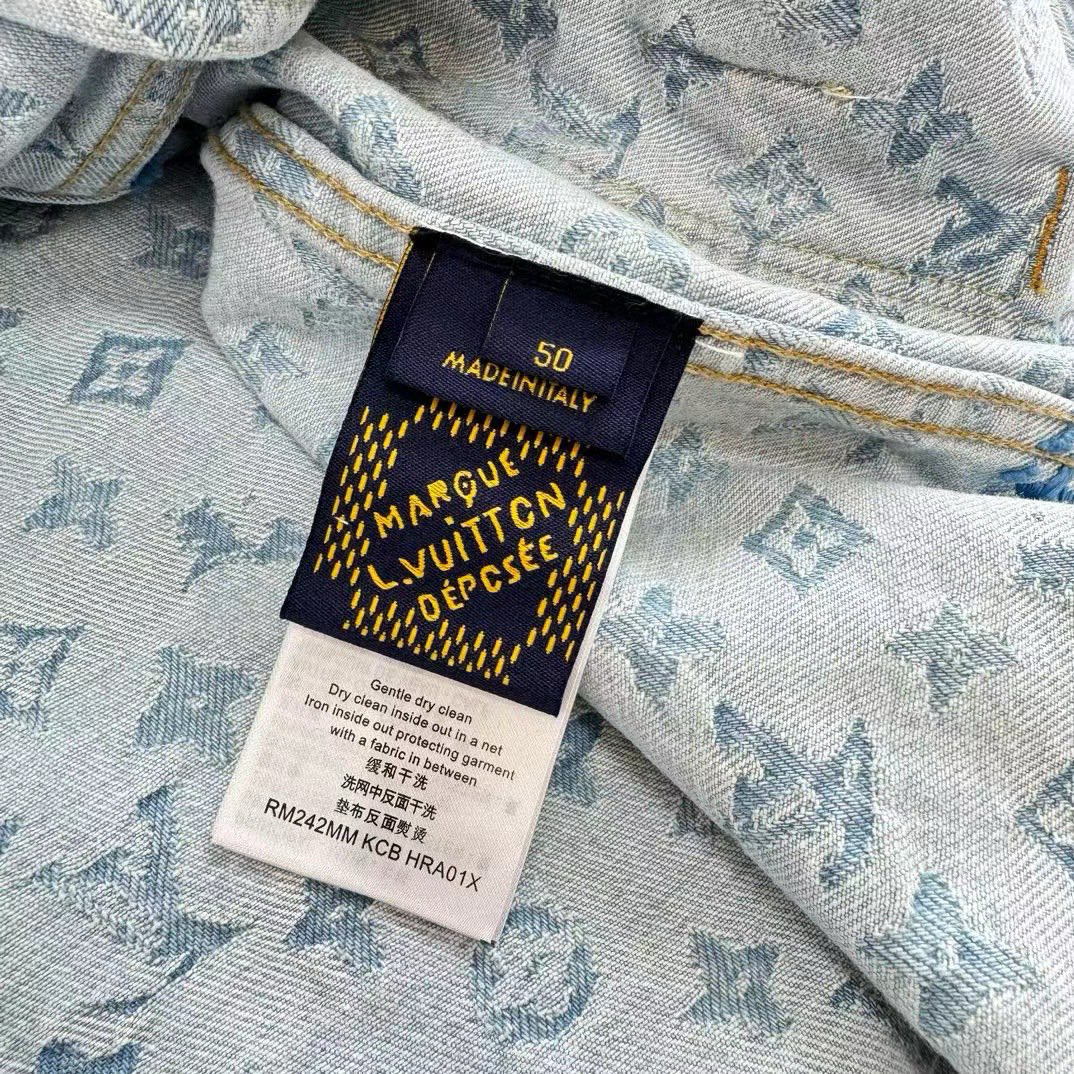 50
MADEINITALY
MARQUE
L.VUITTON
DÉPOSÉE
Gentle dry clean
Dry clean inside out in a net
Iron inside out protecting garment
with a fabric in between
缓和干洗
洗网中反面干洗
垫布反面熨烫
RM242MM KCB HRA01X